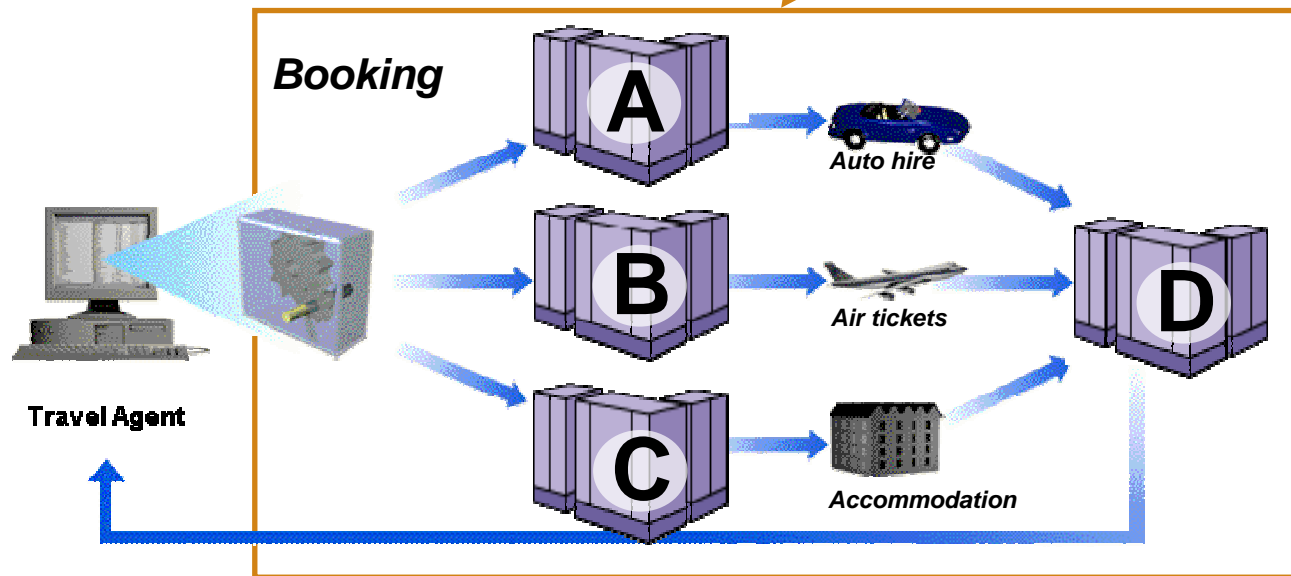 Booking
A
Auto hire
B
Air tickets
D
Travel Agent
C
Accommodation